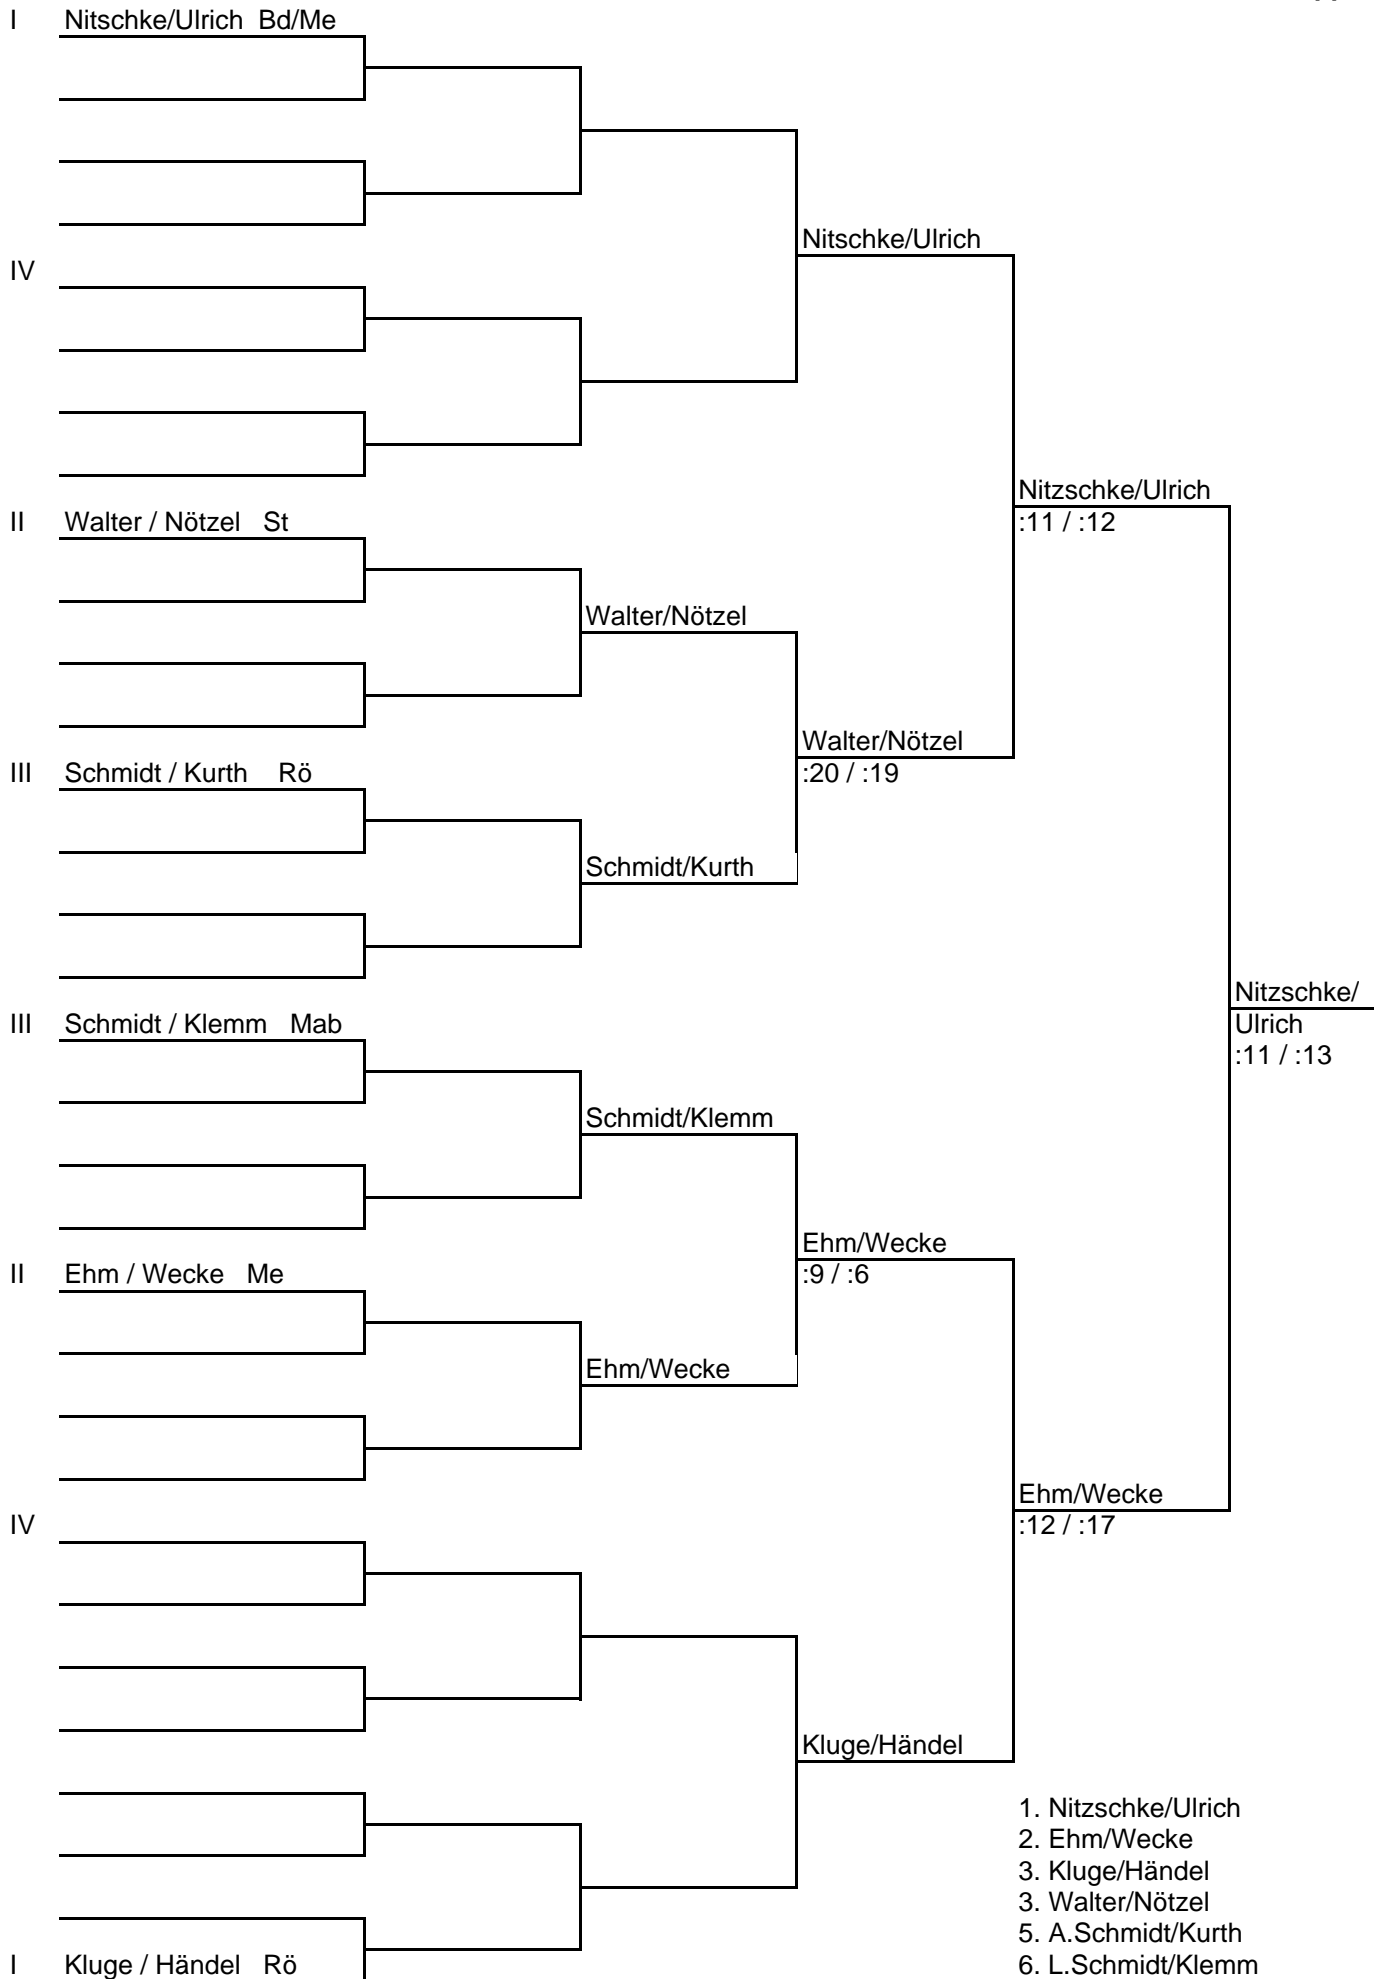 I Nitschke/Ulrich Bd/Me
Nitschke/Ulrich
IV
Nitzschke/Ulrich
II Walter / Nötzel St
:11 / :12
Walter/Nötzel
Walter/Nötzel
III Schmidt / Kurth Rö
:20 / :19
Schmidt/Kurth
Nitzschke/
III Schmidt / Klemm Mab
Ulrich
:11 / :13
Schmidt/Klemm
Ehm/Wecke
II Ehm / Wecke Me
:9 / :6
Ehm/Wecke
Ehm/Wecke
IV
:12 / :17
Kluge/Händel
1. Nitzschke/Ulrich
2. Ehm/Wecke
3. Kluge/Händel
3. Walter/Nötzel
5. A.Schmidt/Kurth
I Kluge / Händel Rö
6. L.Schmidt/Klemm